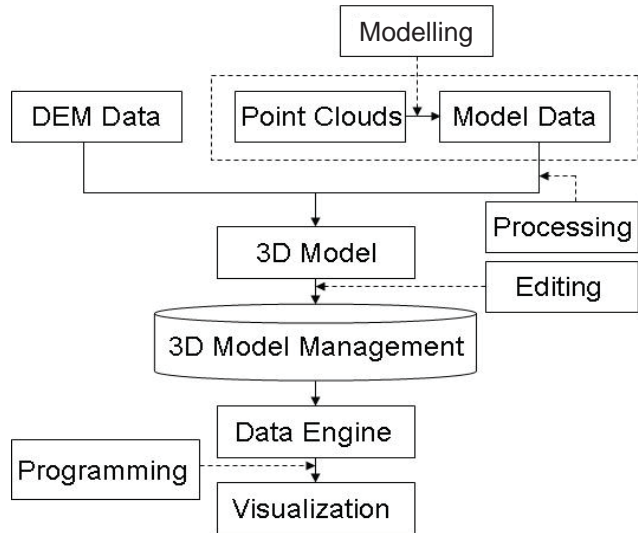 Modelling
DEM Data
Point Clouds
Model Data
Processing
3D Model
Editing
3D Model Management
Data Engine
Programming
Visualization